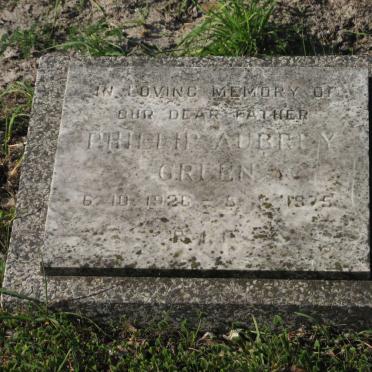 IN LOVING MEMORY OF
OUR DEAR FATHER
PHILLIP AUBREY
GREEN
6.10.1926 - 1975
R.I.P.